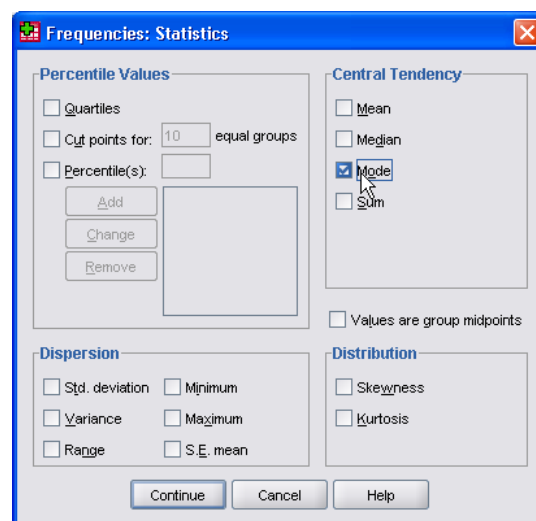 Frequencies: Statistics
Percentile Values
Quartiles
Cut points for: 10 equal groups
Percentile(s):
Add
Change
Remove
Central Tendency
Mean
Median
Mode
Sum
Values are group midpoints
Dispersion
Std. deviation Minimum
Variance Maximum
Range S.E. mean
Distribution
Skewness
Kurtosis
Continue Cancel Help